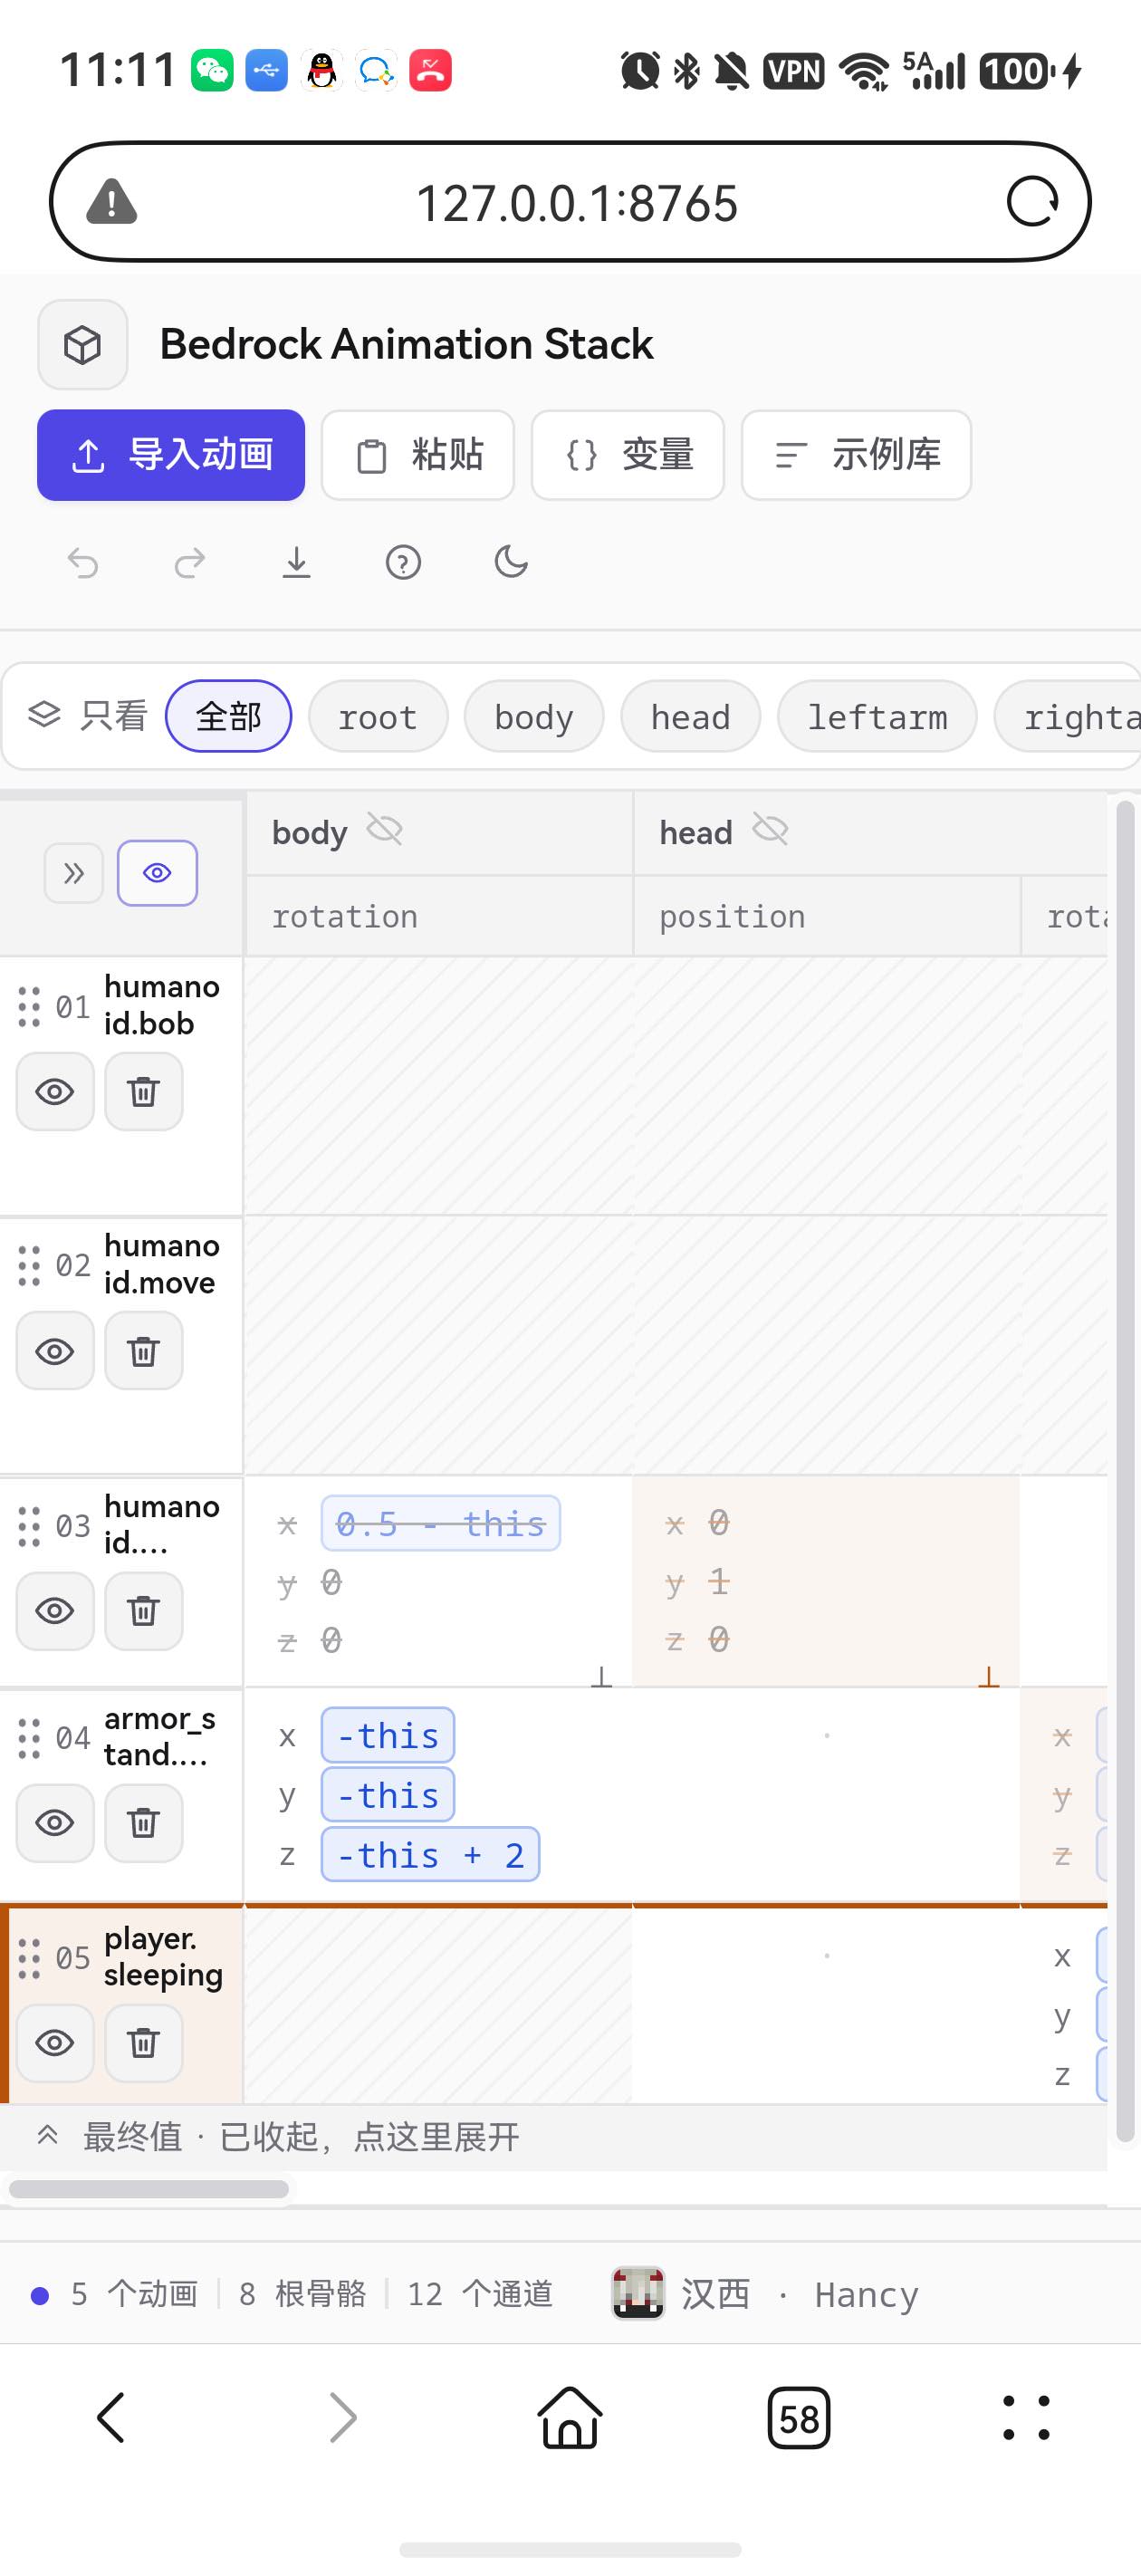 11:11 VPN 5A 100
127.0.0.1:8765
Bedrock Animation Stack
导入动画 粘贴 {} 变量 示例库
只看 全部 root body head leftarm righta
body head
rotation position rota
01 humano
id.bob
02 humano
id.move
03 humano
id.…
x 0.5 - this x 0
y 0 y 1
z 0 z 0
04 armor_s
tand.…
x -this · x
y -this y
z -this + 2 z
05 player.
sleeping
· x
y
z
最终值 · 已收起，点这里展开
5 个动画 8 根骨骼 12 个通道 汉西 · Hancy
58